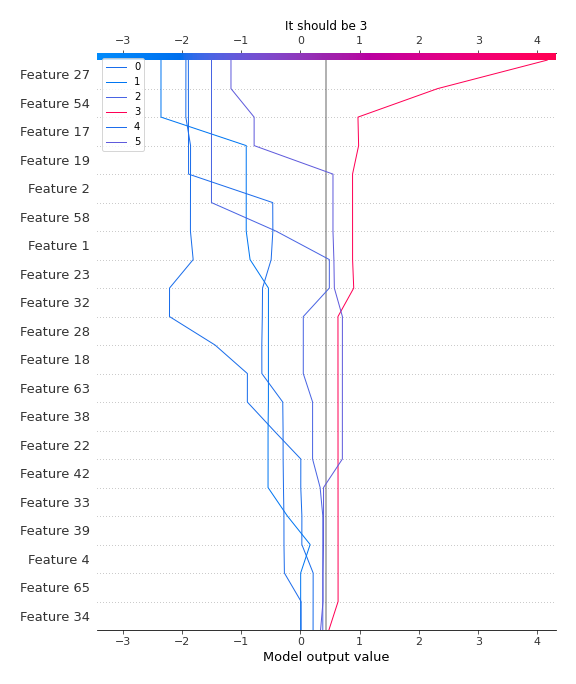 It should be 3
−3 −2 −1 0 1 2 3 4
0
1
2
3
4
5
Feature 27
Feature 54
Feature 17
Feature 19
Feature 2
Feature 58
Feature 1
Feature 23
Feature 32
Feature 28
Feature 18
Feature 63
Feature 38
Feature 22
Feature 42
Feature 33
Feature 39
Feature 4
Feature 65
Feature 34
−3 −2 −1 0 1 2 3 4
Model output value